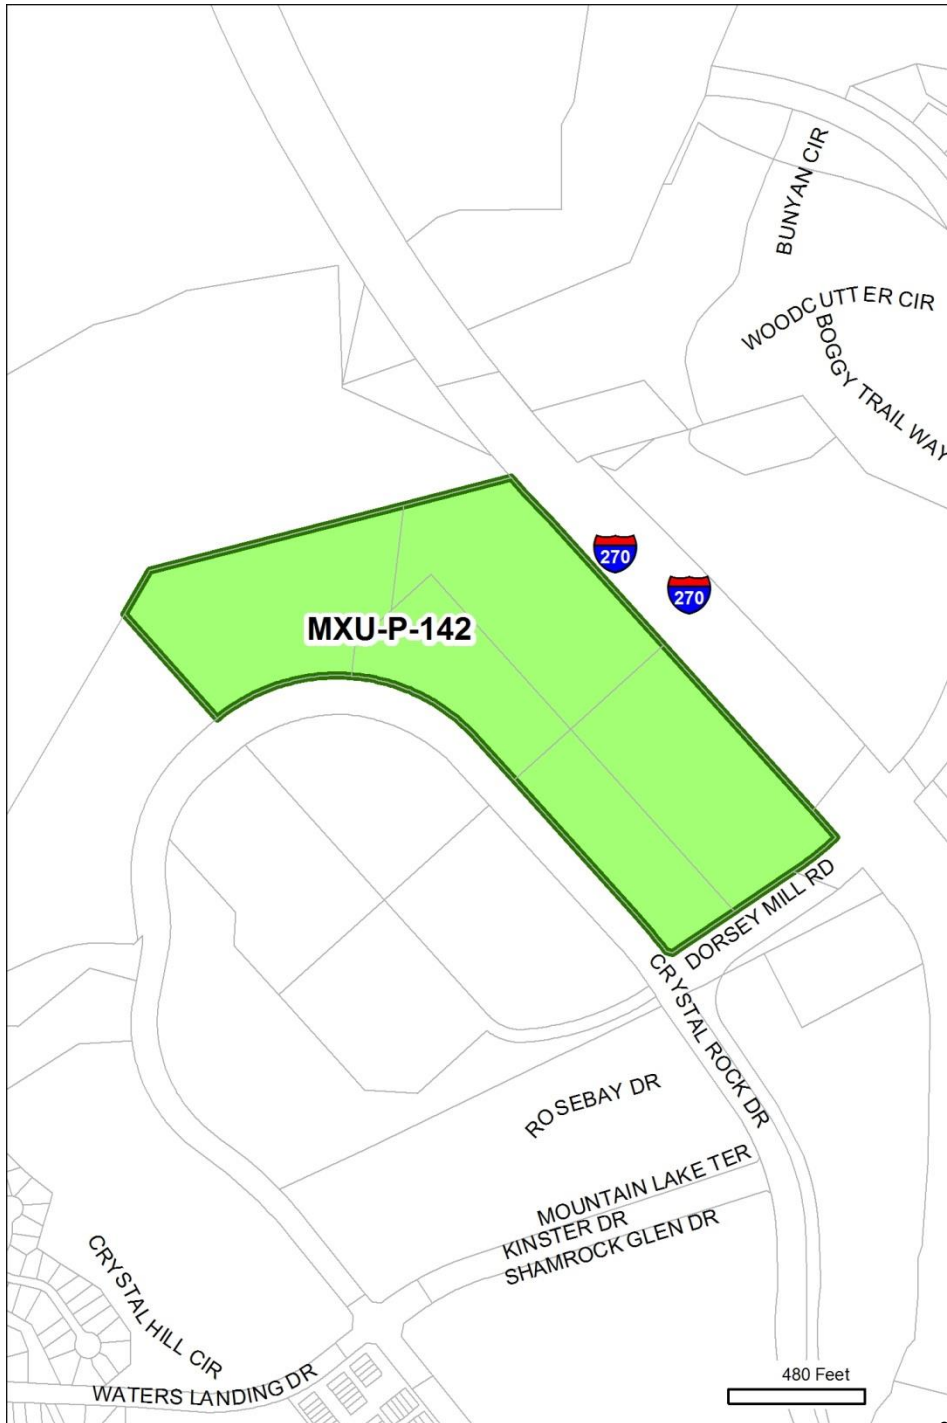 BUNYAN CIR
WOODCUTTER CIR
BOGGY TRAIL WAY
270
270
MXU-P-142
DORSEY MILL RD
CRYSTAL ROCK DR
ROSEBAY DR
MOUNTAIN LAKE TER
KINSTER DR
SHAMROCK GLEN DR
CRYSTAL HILL CIR
WATERS LANDING DR
480 Feet